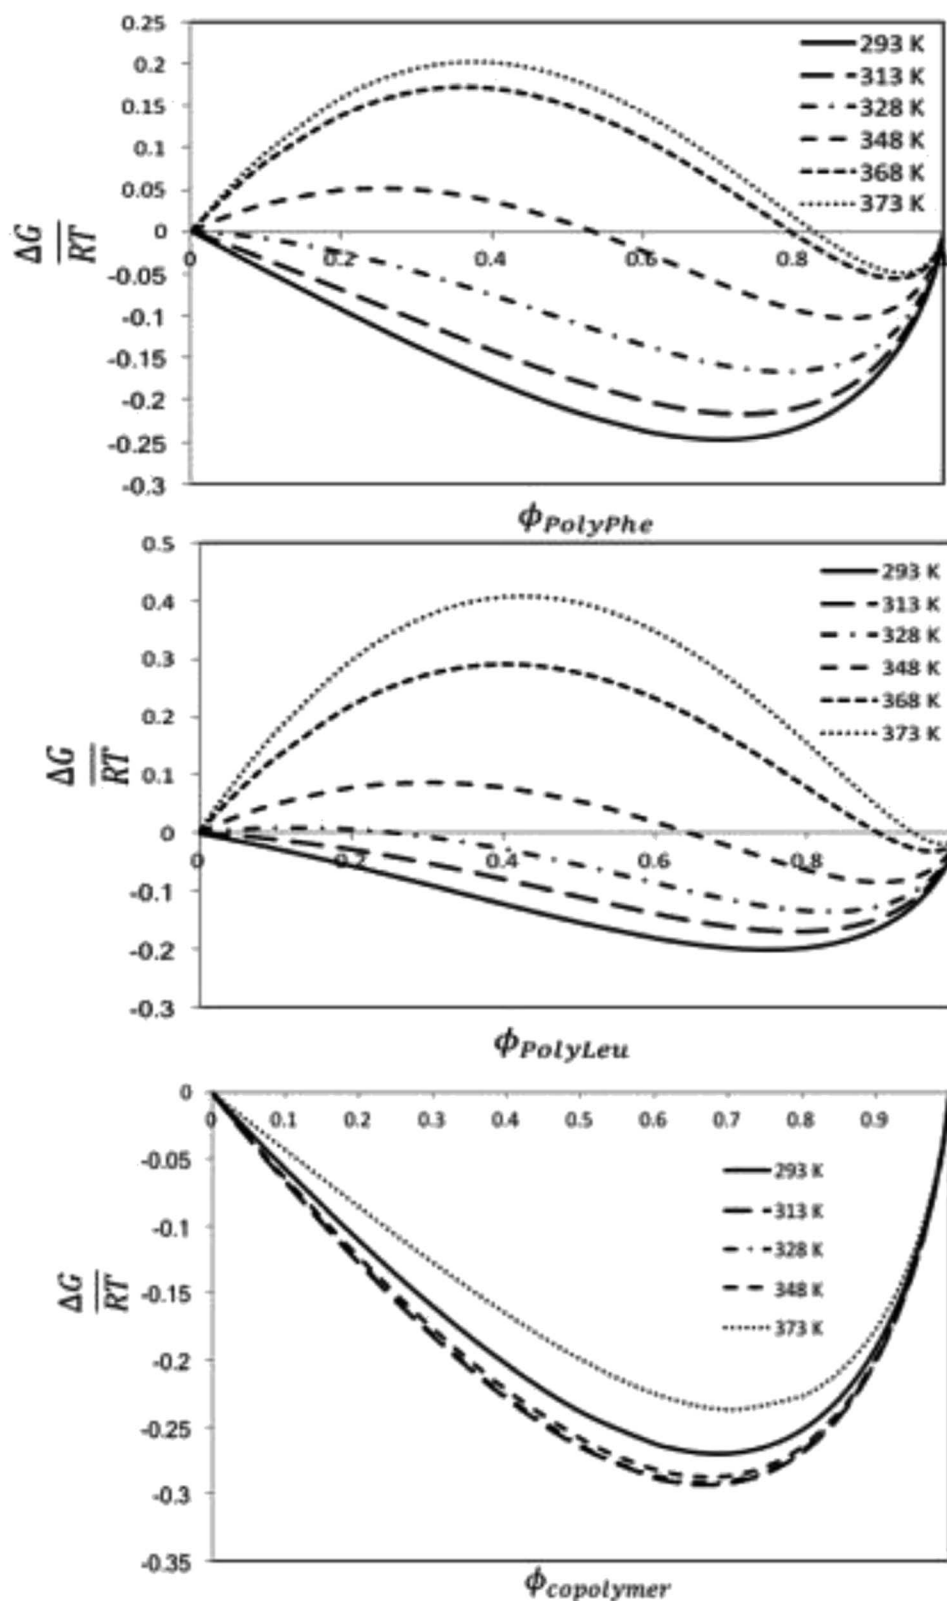 0.25
0.2
0.15
0.1
0.05
0
-0.05
-0.1
-0.15
-0.2
-0.25
-0.3
ΔG
RT
0.2 0.4 0.6 0.8
293 K
313 K
328 K
348 K
368 K
373 K
ϕPolyPhe
0.5
0.4
0.3
0.2
0.1
0
-0.1
-0.2
-0.3
ΔG
RT
0 0.2 0.4 0.6 0.8
293 K
313 K
328 K
348 K
368 K
373 K
ϕPolyLeu
0
-0.05
-0.1
-0.15
-0.2
-0.25
-0.3
-0.35
ΔG
RT
0 0.1 0.2 0.3 0.4 0.5 0.6 0.7 0.8 0.9
293 K
313 K
328 K
348 K
373 K
ϕcopolymer